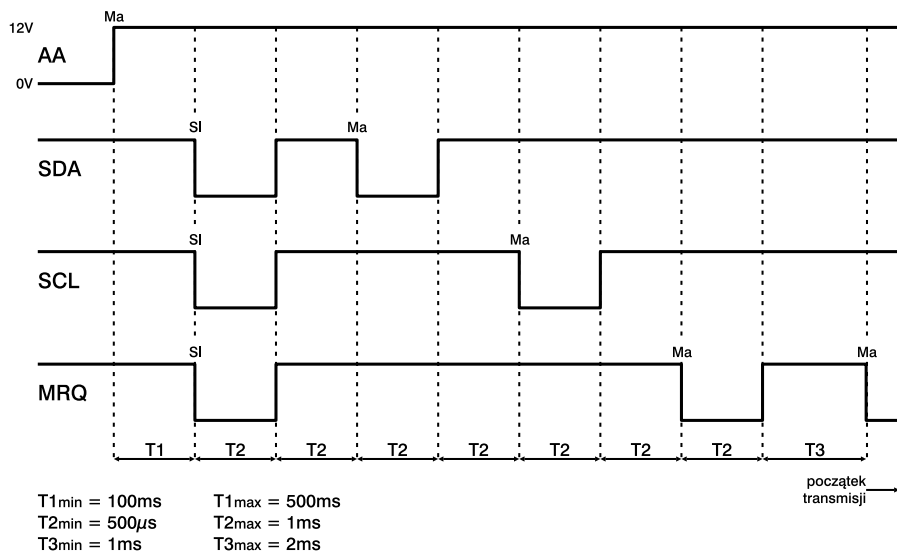 Ma
12V
AA
0V
Sl Ma
SDA
Sl Ma
SCL
Sl Ma Ma
MRQ
T1 T2 T2 T2 T2 T2 T2 T2 T3
początek
transmisji
T1min = 100ms T1max = 500ms
T2min = 500µs T2max = 1ms
T3min = 1ms T3max = 2ms